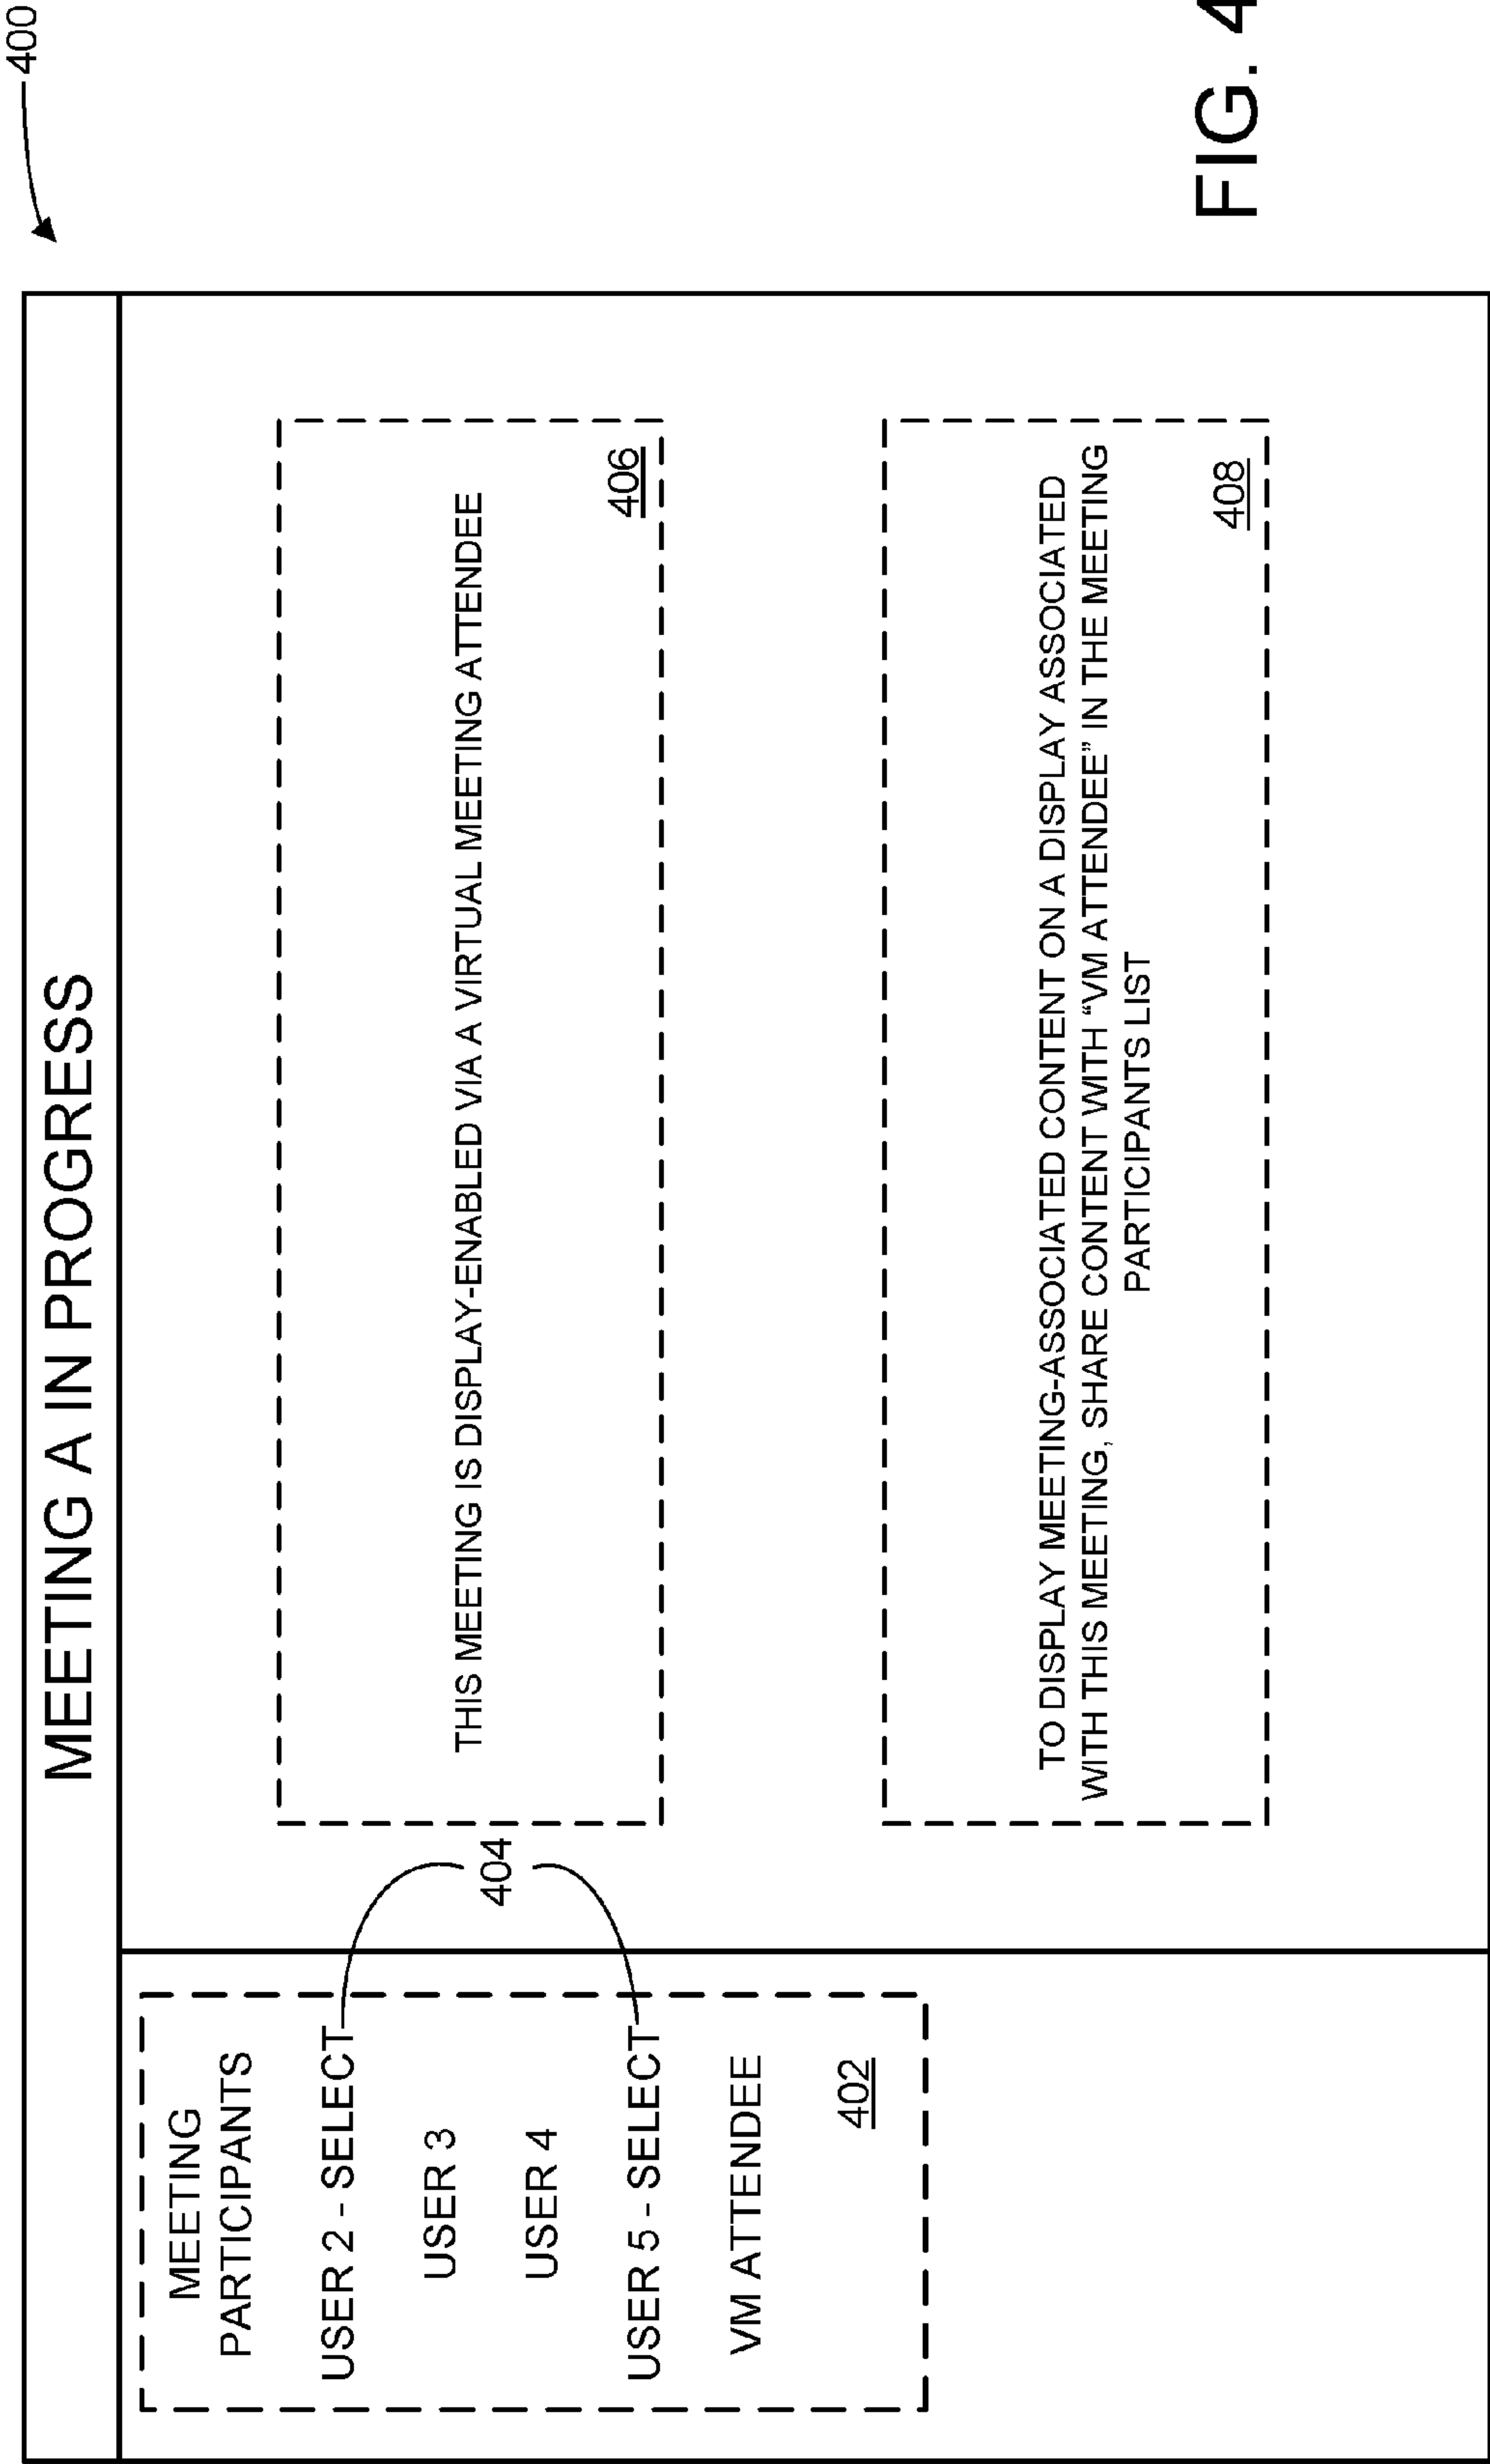 400
MEETING A IN PROGRESS
MEETING
PARTICIPANTS
USER 2 - SELECT
USER 3
USER 4
USER 5 - SELECT
VM ATTENDEE
402
404
THIS MEETING IS DISPLAY-ENABLED VIA A VIRTUAL MEETING ATTENDEE
406
TO DISPLAY MEETING-ASSOCIATED CONTENT ON A DISPLAY ASSOCIATED
WITH THIS MEETING, SHARE CONTENT WITH “VM ATTENDEE” IN THE MEETING
PARTICIPANTS LIST
408
FIG. 4